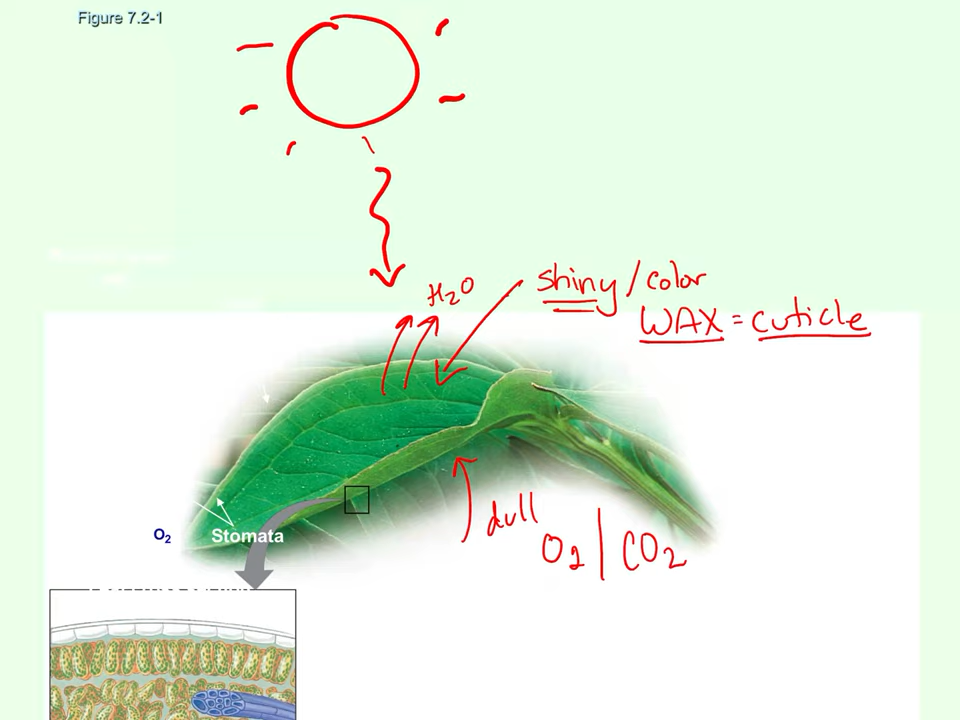 Figure 7.2-1
H₂O
shiny/color
WAX = cuticle
O₂
Stomata
dull
O₂ | CO₂